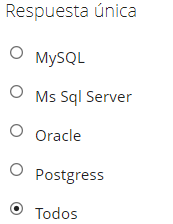 Respuesta única
MySQL
Ms Sql Server
Oracle
Postgress
Todos